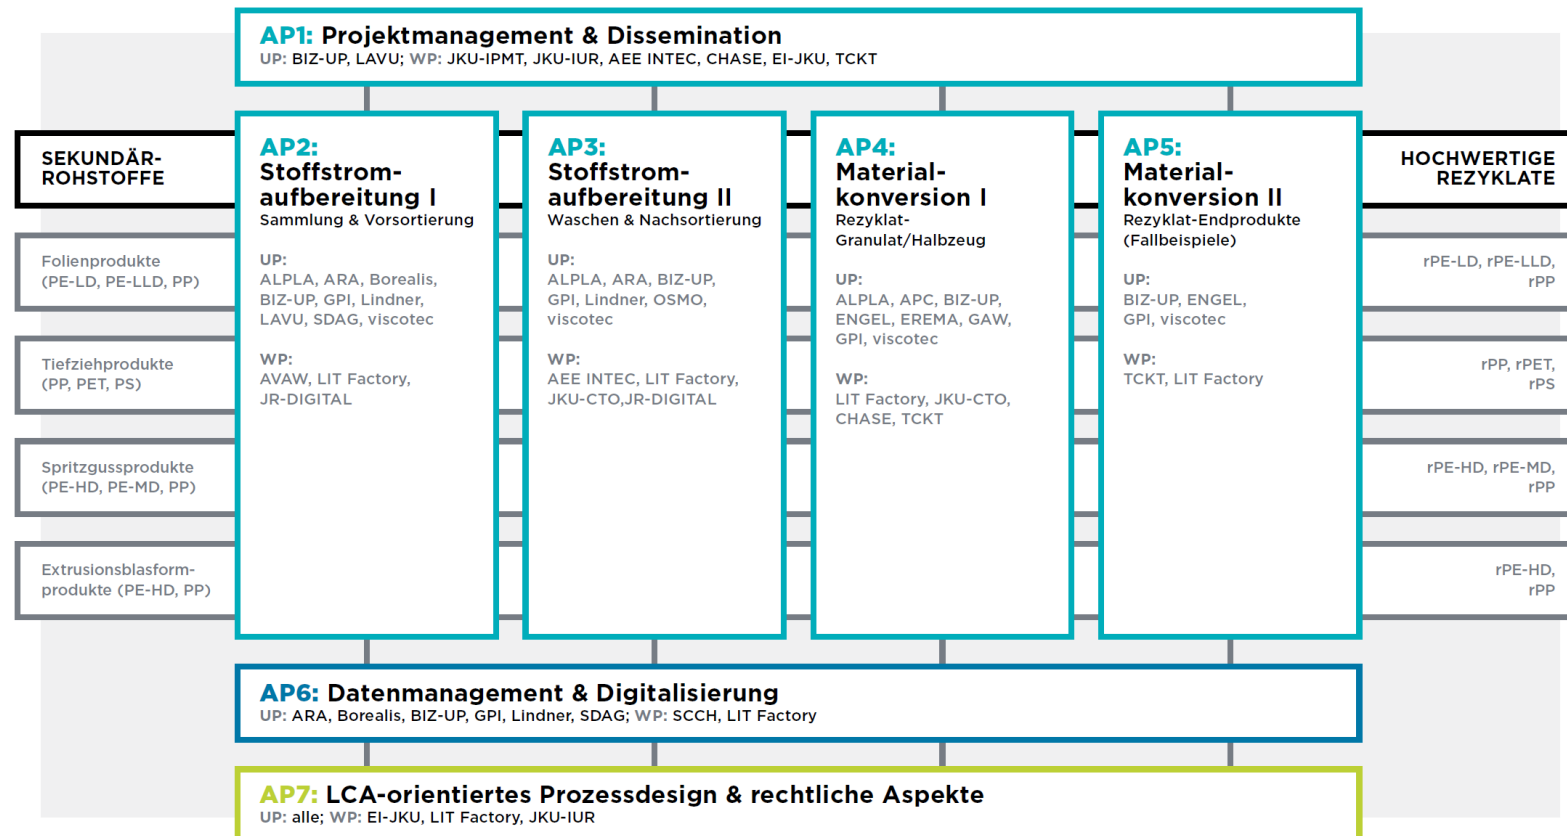 AP1: Projektmanagement & Dissemination
UP: BIZ-UP, LAVU; WP: JKU-IPMT, JKU-IUR, AEE INTEC, CHASE, EI-JKU, TCKT
SEKUNDÄR-
ROHSTOFFE
Folienprodukte
(PE-LD, PE-LLD, PP)
Tiefziehprodukte
(PP, PET, PS)
Spritzgussprodukte
(PE-HD, PE-MD, PP)
Extrusionsblasform-
produkte (PE-HD, PP)
AP2:
Stoffstrom-
aufbereitung I
Sammlung & Vorsortierung
UP:
ALPLA, ARA, Borealis,
BIZ-UP, GPI, Lindner,
LAVU, SDAG, viscotec
WP:
AVAW, LIT Factory,
JR-DIGITAL
AP3:
Stoffstrom-
aufbereitung II
Waschen & Nachsortierung
UP:
ALPLA, ARA, BIZ-UP,
GPI, Lindner, OSMO,
viscotec
WP:
AEE INTEC, LIT Factory,
JKU-CTO,JR-DIGITAL
AP4:
Material-
konversion I
Rezyklat-
Granulat/Halbzeug
UP:
ALPLA, APC, BIZ-UP,
ENGEL, EREMA, GAW,
GPI, viscotec
WP:
LIT Factory, JKU-CTO,
CHASE, TCKT
AP5:
Material-
konversion II
Rezyklat-Endprodukte
(Fallbeispiele)
UP:
BIZ-UP, ENGEL,
GPI, viscotec
WP:
TCKT, LIT Factory
HOCHWERTIGE
REZYKLATE
rPE-LD, rPE-LLD,
rPP
rPP, rPET,
rPS
rPE-HD, rPE-MD,
rPP
rPE-HD,
rPP
AP6: Datenmanagement & Digitalisierung
UP: ARA, Borealis, BIZ-UP, GPI, Lindner, SDAG; WP: SCCH, LIT Factory
AP7: LCA-orientiertes Prozessdesign & rechtliche Aspekte
UP: alle; WP: EI-JKU, LIT Factory, JKU-IUR